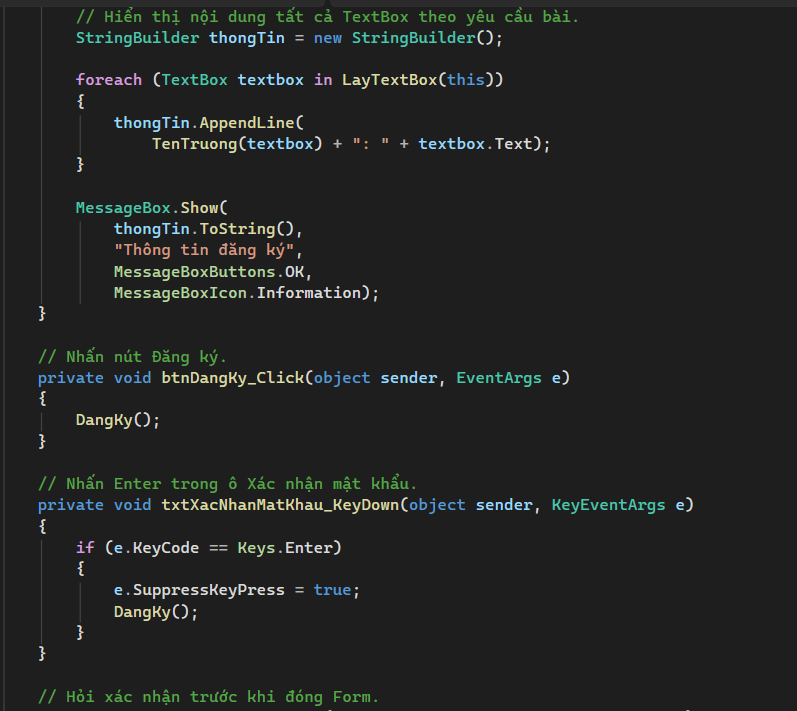 // Hiển thị nội dung tất cả TextBox theo yêu cầu bài.
StringBuilder thongTin = new StringBuilder();
foreach (TextBox textbox in LayTextBox(this))
{
thongTin.AppendLine(
TenTruong(textbox) + ": " + textbox.Text);
}
MessageBox.Show(
thongTin.ToString(),
"Thông tin đăng ký",
MessageBoxButtons.OK,
MessageBoxIcon.Information);
}
// Nhấn nút Đăng ký.
private void btnDangKy_Click(object sender, EventArgs e)
{
DangKy();
}
// Nhấn Enter trong ô Xác nhận mật khẩu.
private void txtXacNhanMatKhau_KeyDown(object sender, KeyEventArgs e)
{
if (e.KeyCode == Keys.Enter)
{
e.SuppressKeyPress = true;
DangKy();
}
}
// Hỏi xác nhận trước khi đóng Form.